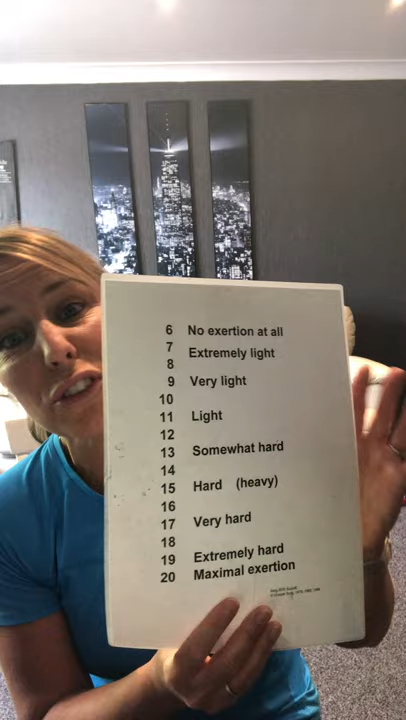 6 No exertion at all
7 Extremely light
8
9 Very light
10
11 Light
12
13 Somewhat hard
14
15 Hard (heavy)
16
17 Very hard
18
19 Extremely hard
20 Maximal exertion